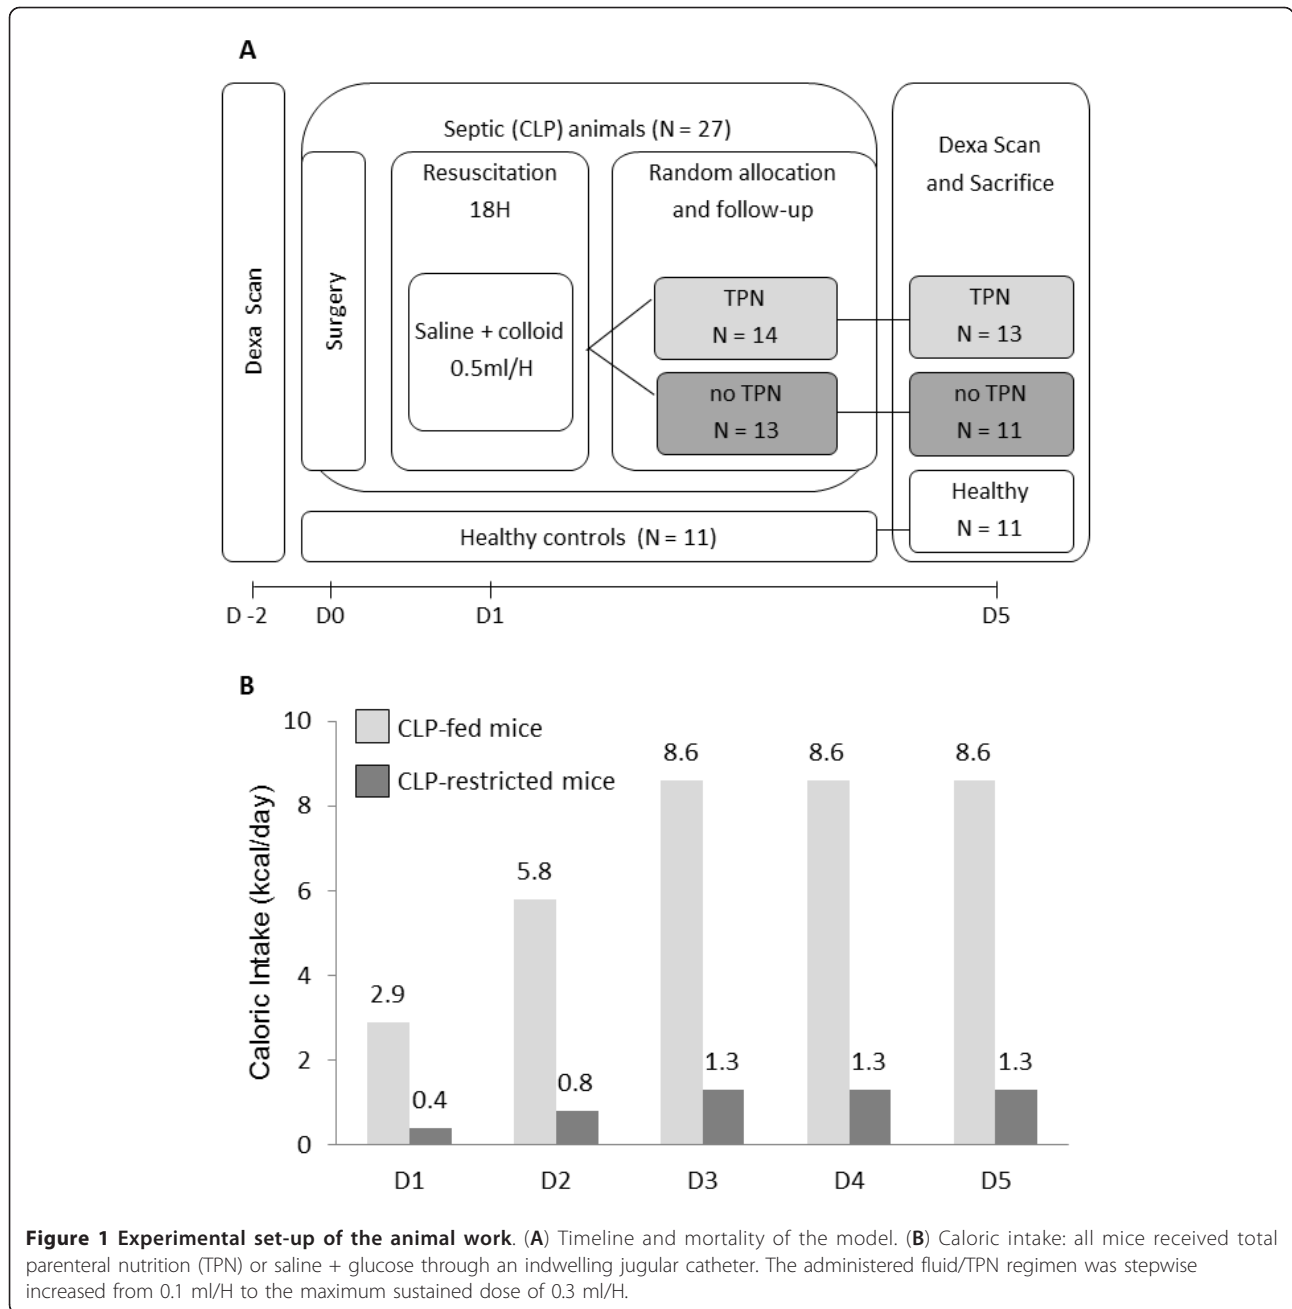 A
Dexa Scan
Septic (CLP) animals (N = 27)
Surgery
Resuscitation
18H
Saline + colloid
0.5ml/H
Random allocation
and follow-up
TPN
N = 14
no TPN
N = 13
Dexa Scan
and Sacrifice
TPN
N = 13
no TPN
N = 11
Healthy
N = 11
Healthy controls (N = 11)
D -2 D0 D1 D5
B
Caloric Intake (kcal/day)
10
8
6
4
2
0
CLP-fed mice
CLP-restricted mice
2.9
0.4
5.8
0.8
8.6
1.3
8.6
1.3
8.6
1.3
D1 D2 D3 D4 D5
Figure 1 Experimental set-up of the animal work. (A) Timeline and mortality of the model. (B) Caloric intake: all mice received total
parenteral nutrition (TPN) or saline + glucose through an indwelling jugular catheter. The administered fluid/TPN regimen was stepwise
increased from 0.1 ml/H to the maximum sustained dose of 0.3 ml/H.